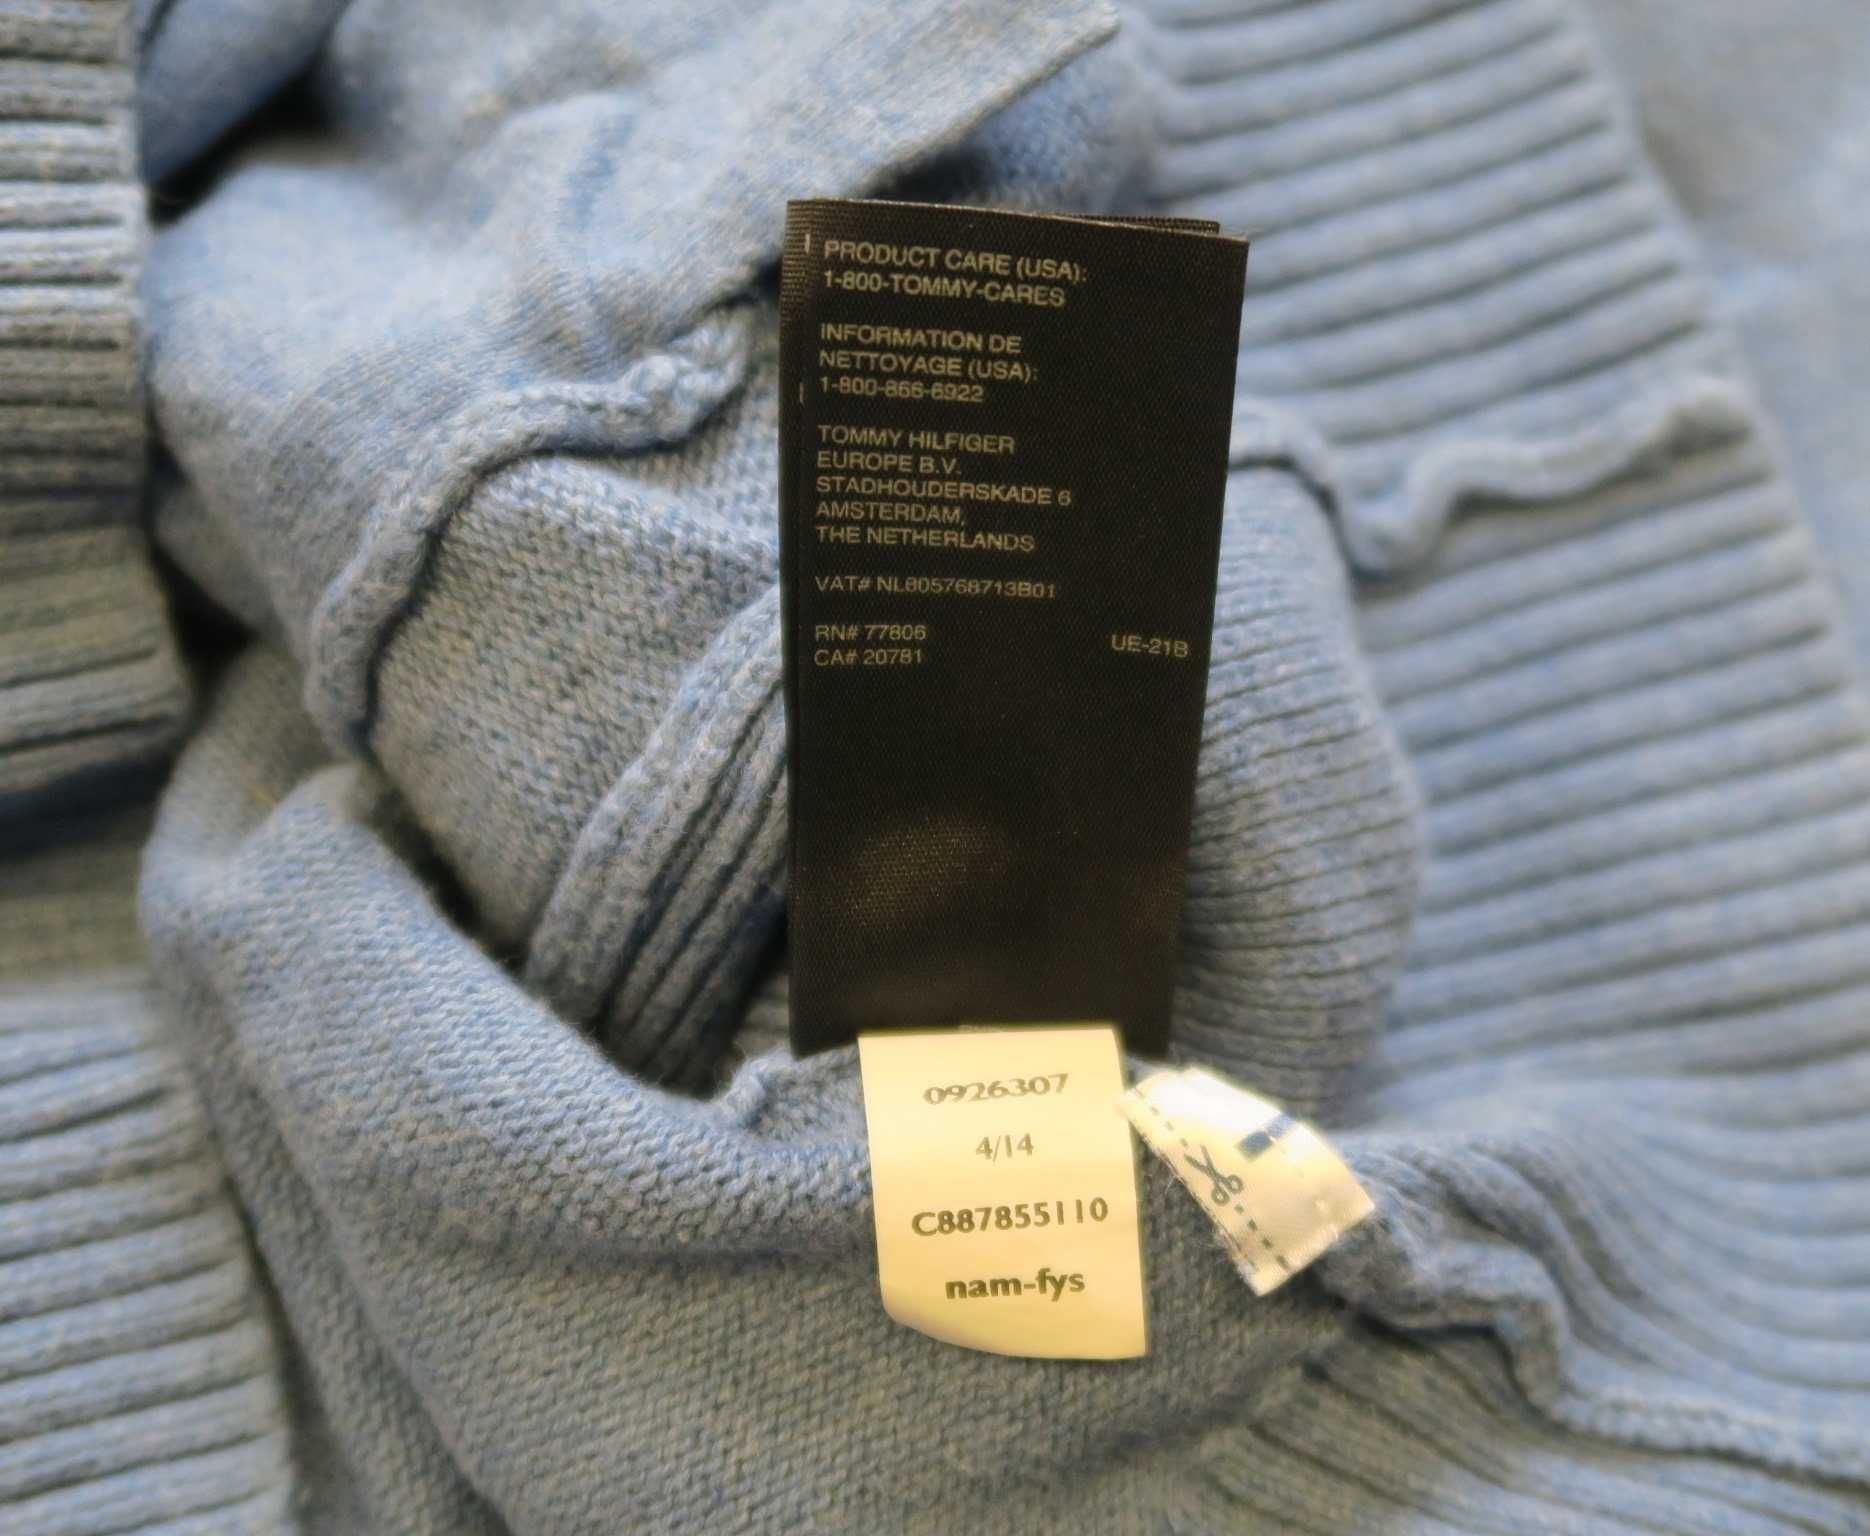 PRODUCT CARE (USA):
1-800-TOMMY-CARES
INFORMATION DE
NETTOYAGE (USA):
1-800-866-6922
TOMMY HILFIGER
EUROPE B.V.
STADHOUDERSKADE 6
AMSTERDAM,
THE NETHERLANDS
VAT# NL805768713B01
RN# 77806
CA# 20781
UE-21B
0926307
4/14
C887855110
nam-fys